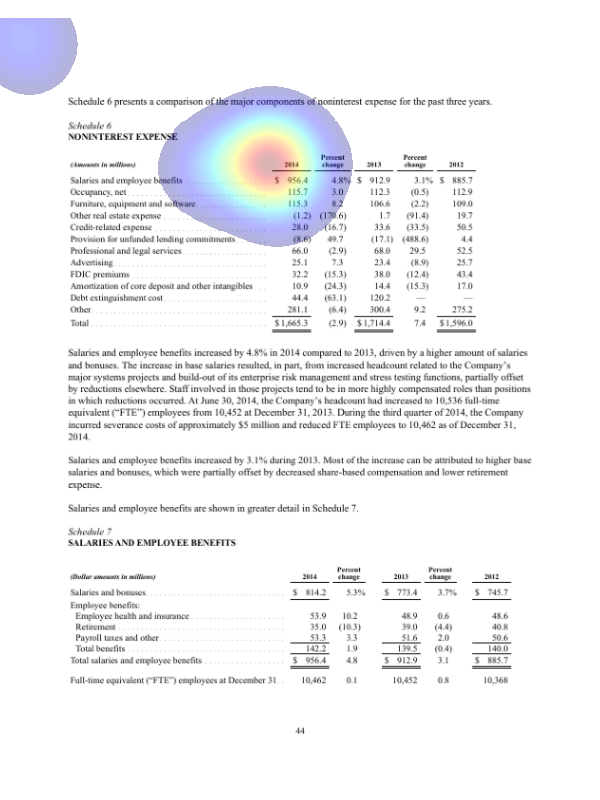 Schedule 6 presents a comparison of the major components of noninterest expense for the past three years.
Schedule 6
NONINTEREST EXPENSE
(Amounts in millions) 2014 Percent change 2013 Percent change 2012
Salaries and employee benefits $ 956.4 4.8% $ 912.9 3.1% $ 885.7
Occupancy, net 115.7 3.0 112.3 (0.5) 112.9
Furniture, equipment and software 115.3 8.2 106.6 (2.2) 109.0
Other real estate expense (1.2) (170.6) 1.7 (91.4) 19.7
Credit-related expense 28.0 (16.7) 33.6 (33.5) 50.5
Provision for unfunded lending commitments (8.6) 49.7 (17.1) (488.6) 4.4
Professional and legal services 66.0 (2.9) 68.0 29.5 52.5
Advertising 25.1 7.3 23.4 (8.9) 25.7
FDIC premiums 32.2 (15.3) 38.0 (12.4) 43.4
Amortization of core deposit and other intangibles 10.9 (24.3) 14.4 (15.3) 17.0
Debt extinguishment cost 44.4 (63.1) 120.2 — —
Other 281.1 (6.4) 300.4 9.2 275.2
Total $ 1,665.3 (2.9) $ 1,714.4 7.4 $ 1,596.0
Salaries and employee benefits increased by 4.8% in 2014 compared to 2013, driven by a higher amount of salaries
and bonuses. The increase in base salaries resulted, in part, from increased headcount related to the Company's
major systems projects and build-out of its enterprise risk management and stress testing functions, partially offset
by reductions elsewhere. Staff involved in those projects tend to be in more highly compensated roles than positions
in which reductions occurred. At June 30, 2014, the Company's headcount had increased to 10,536 full-time
equivalent ("FTE") employees from 10,452 at December 31, 2013. During the third quarter of 2014, the Company
incurred severance costs of approximately $5 million and reduced FTE employees to 10,462 as of December 31,
2014.
Salaries and employee benefits increased by 3.1% during 2013. Most of the increase can be attributed to higher base
salaries and bonuses, which were partially offset by decreased share-based compensation and lower retirement
expense.
Salaries and employee benefits are shown in greater detail in Schedule 7.
Schedule 7
SALARIES AND EMPLOYEE BENEFITS
(Dollar amounts in millions) 2014 Percent change 2013 Percent change 2012
Salaries and bonuses $ 814.2 5.3% $ 773.4 3.7% $ 745.7
Employee benefits:
Employee health and insurance 53.9 10.2 48.9 0.6 48.6
Retirement 35.0 (10.3) 39.0 (4.4) 40.8
Payroll taxes and other 53.3 3.3 51.6 2.0 50.6
Total benefits 142.2 1.9 139.5 (0.4) 140.0
Total salaries and employee benefits $ 956.4 4.8 $ 912.9 3.1 $ 885.7
Full-time equivalent ("FTE") employees at December 31 10,462 0.1 10,452 0.8 10,368
44